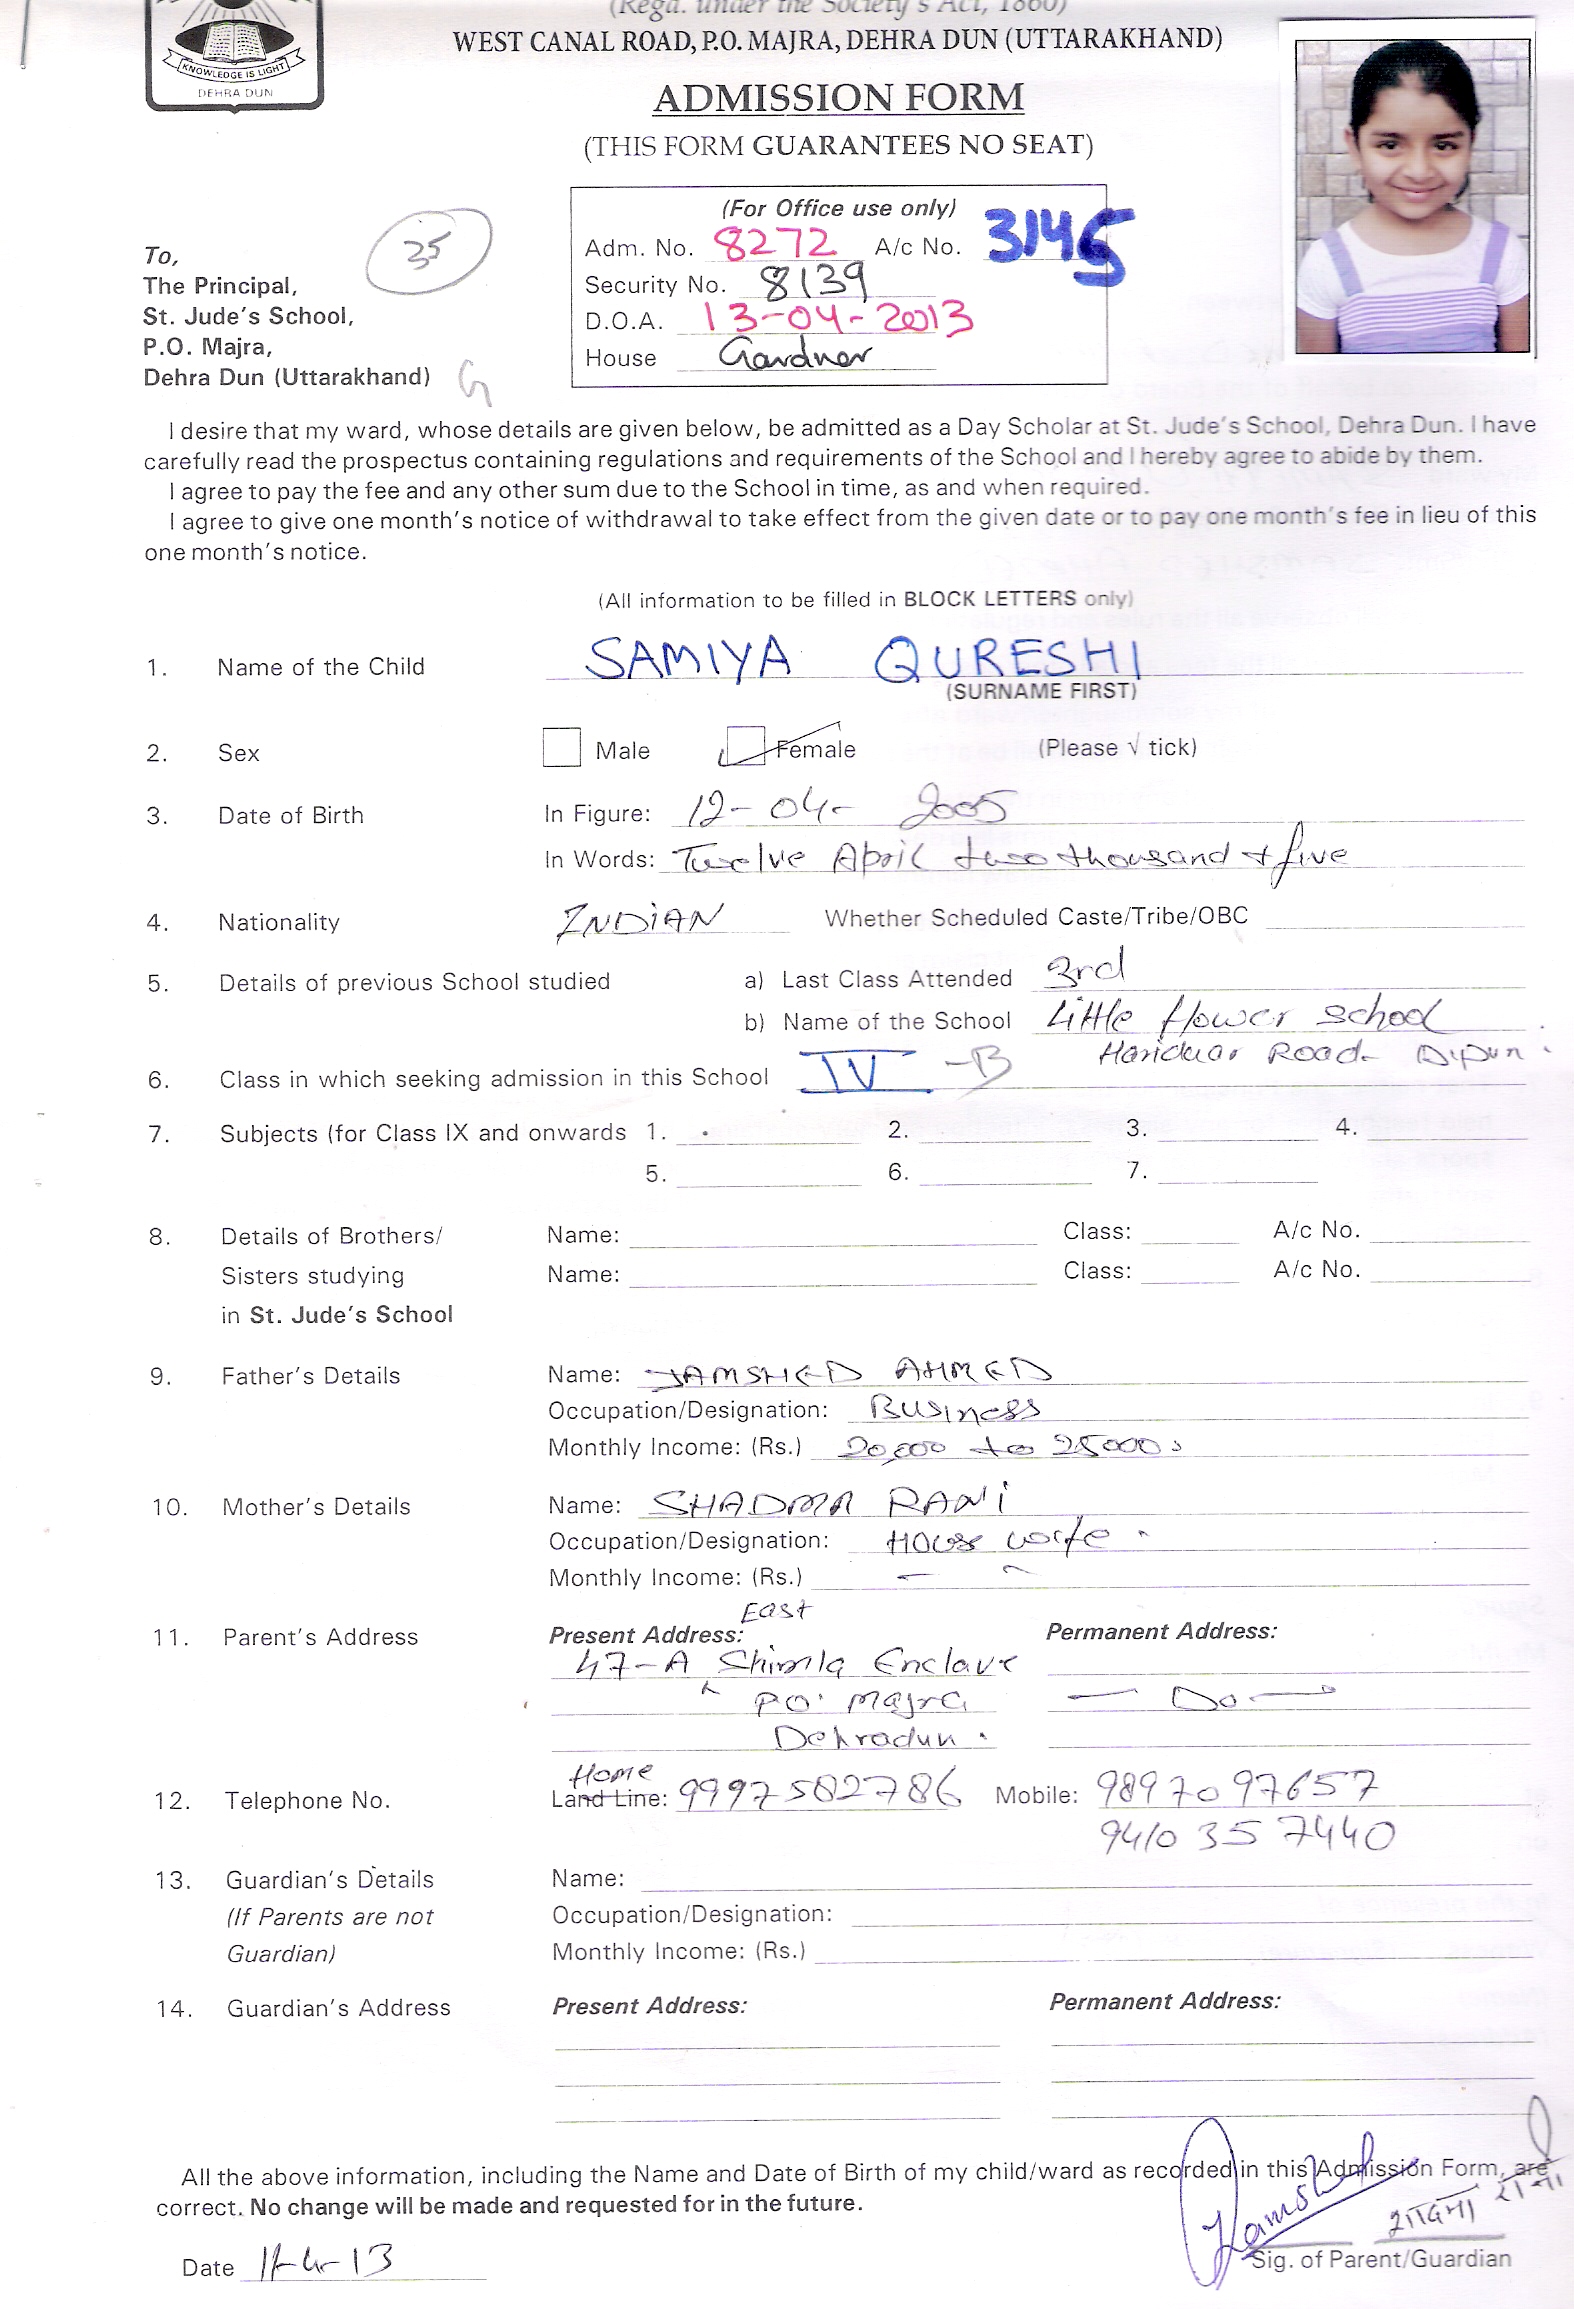 (Regd. under the Society's Act, 1860)
WEST CANAL ROAD, P.O. MAJRA, DEHRA DUN (UTTARAKHAND)
KNOWLEDGE IS LIGHT
DEHRA DUN
ADMISSION FORM
(THIS FORM GUARANTEES NO SEAT)
(For Office use only)
Adm. No. 8272 A/c No. 3145
Security No. 8139
D.O.A. 13-04-2013
House Gardner
35
To,
The Principal,
St. Jude's School,
P.O. Majra,
Dehra Dun (Uttarakhand) G
I desire that my ward, whose details are given below, be admitted as a Day Scholar at St. Jude's School, Dehra Dun. I have
carefully read the prospectus containing regulations and requirements of the School and I hereby agree to abide by them.
I agree to pay the fee and any other sum due to the School in time, as and when required.
I agree to give one month's notice of withdrawal to take effect from the given date or to pay one month's fee in lieu of this
one month's notice.
(All information to be filled in BLOCK LETTERS only)
1. Name of the Child SAMIYA QURESHI
(SURNAME FIRST)
2. Sex Male Female (Please √ tick)
3. Date of Birth In Figure: 12-04- 2005
In Words: Twelve April two thousand + five
4. Nationality INDIAN Whether Scheduled Caste/Tribe/OBC
5. Details of previous School studied a) Last Class Attended 3rd
b) Name of the School Little flower School
Haridwar Road D/Dun.
6. Class in which seeking admission in this School IV -B
7. Subjects (for Class IX and onwards 1. 2. 3. 4.
5. 6. 7.
8. Details of Brothers/ Name: Class: A/c No.
Sisters studying Name: Class: A/c No.
in St. Jude's School
9. Father's Details Name: JAMSHED AHMED
Occupation/Designation: Business
Monthly Income: (Rs.) 20,000 to 25000
10. Mother's Details Name: SHADMA RANI
Occupation/Designation: House wife
Monthly Income: (Rs.) - -
East
11. Parent's Address Present Address: Permanent Address:
47-A Shimla Enclave
P.O. Majra — Do —
Dehradun.
Home
12. Telephone No. Land Line: 9997582786 Mobile: 9897097657
9410357440
13. Guardian's Details Name:
(If Parents are not Occupation/Designation:
Guardian) Monthly Income: (Rs.)
14. Guardian's Address Present Address: Permanent Address:
All the above information, including the Name and Date of Birth of my child/ward as recorded in this Admission Form, are
correct. No change will be made and requested for in the future.
Jamshed
Date 11-4-13 Sig. of Parent/Guardian